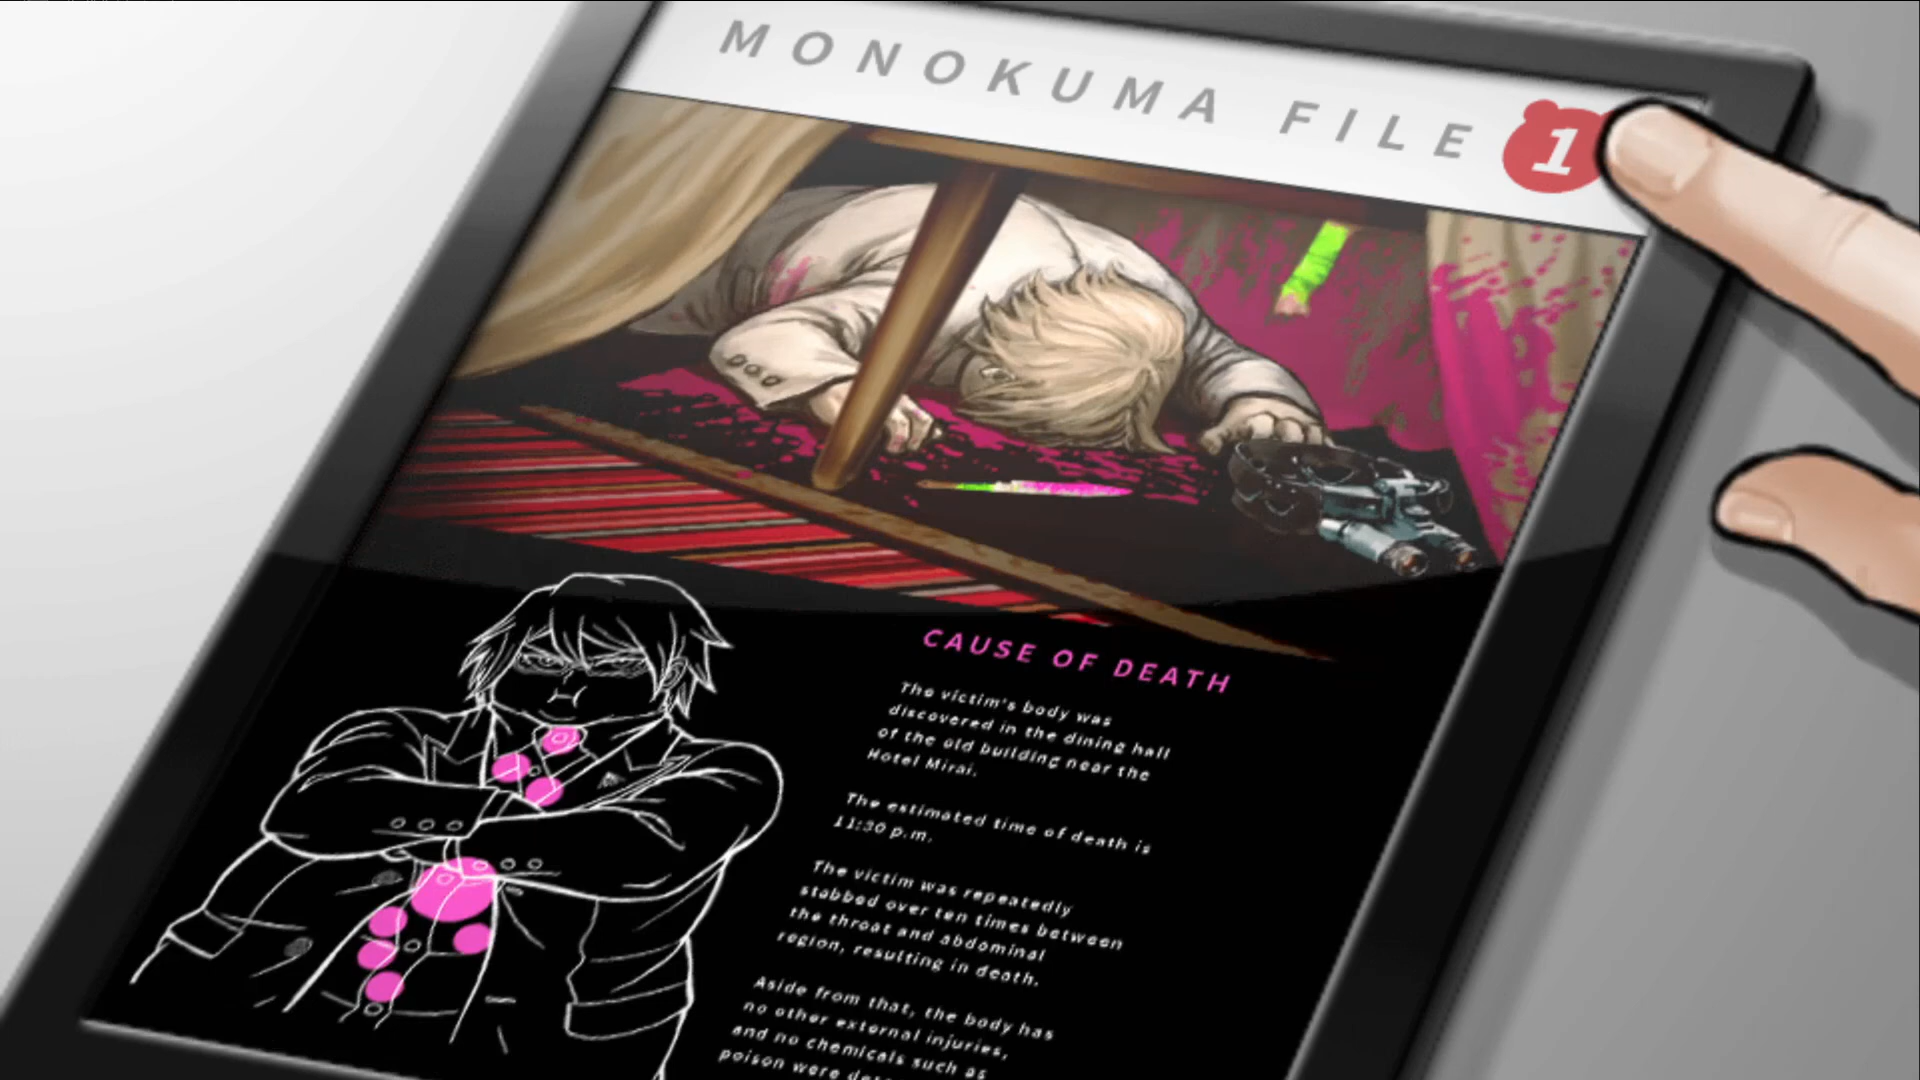 MONOKUMA FILE 1
CAUSE OF DEATH
The victim's body was
discovered in the dining hall
of the old building near the
Hotel Mirai.
The estimated time of death is
11:30 p.m.
The victim was repeatedly
stabbed over ten times between
the throat and abdominal
region, resulting in death.
Aside from that, the body has
no other external injuries,
and no chemicals such as
poison were